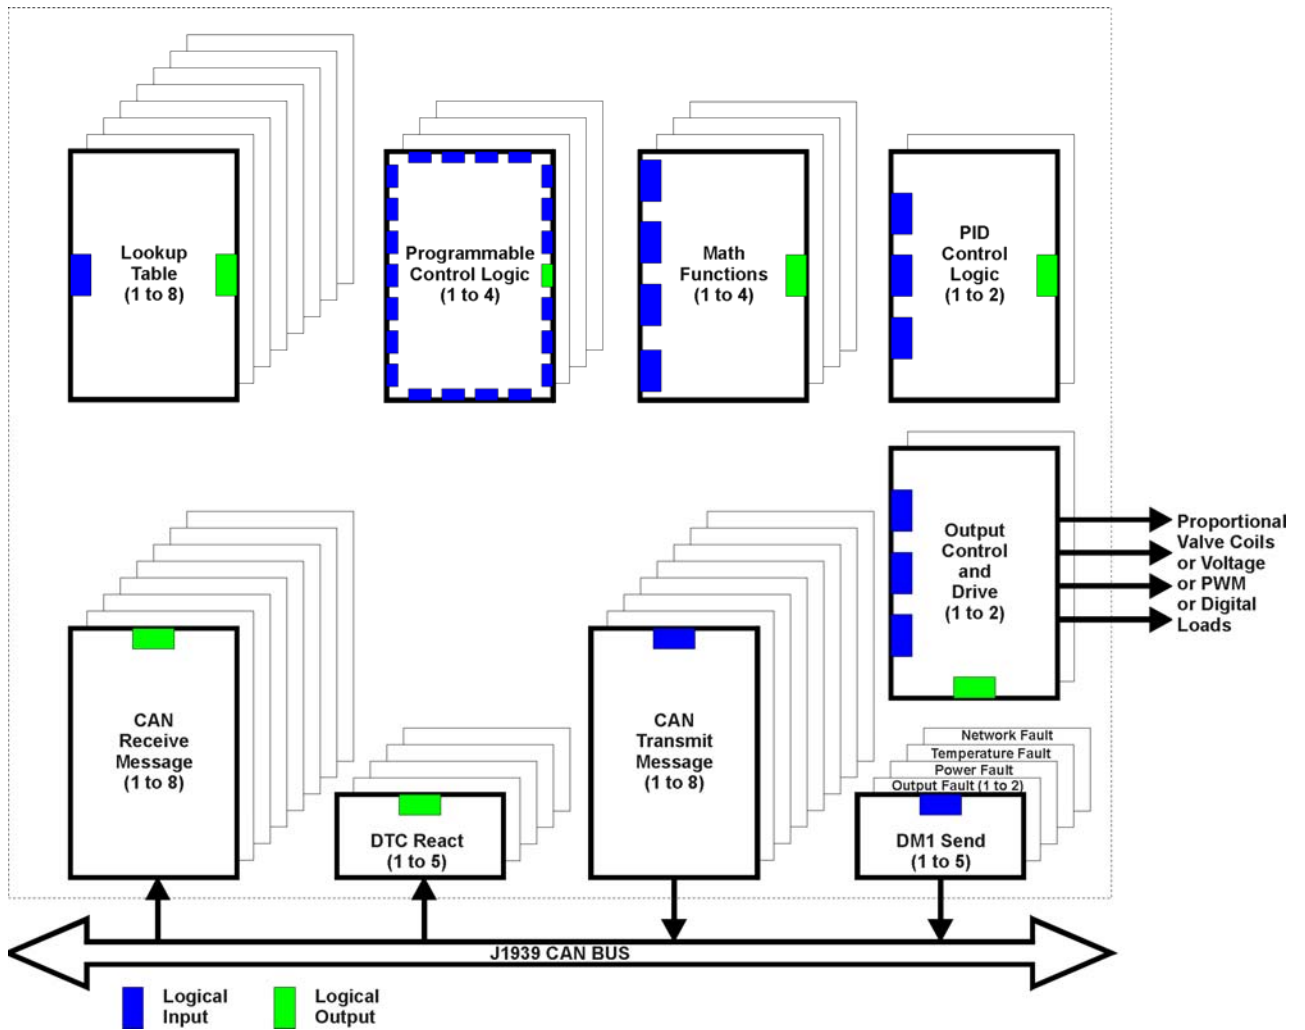 Lookup
Table
(1 to 8)
Programmable
Control Logic
(1 to 4)
Math
Functions
(1 to 4)
PID
Control
Logic
(1 to 2)
Output
Control
and
Drive
(1 to 2)
Proportional
Valve Coils
or Voltage
or PWM
or Digital
Loads
CAN
Receive
Message
(1 to 8)
DTC React
(1 to 5)
CAN
Transmit
Message
(1 to 8)
Network Fault
Temperature Fault
Power Fault
Output Fault (1 to 2)
DM1 Send
(1 to 5)
J1939 CAN BUS
Logical
Input
Logical
Output